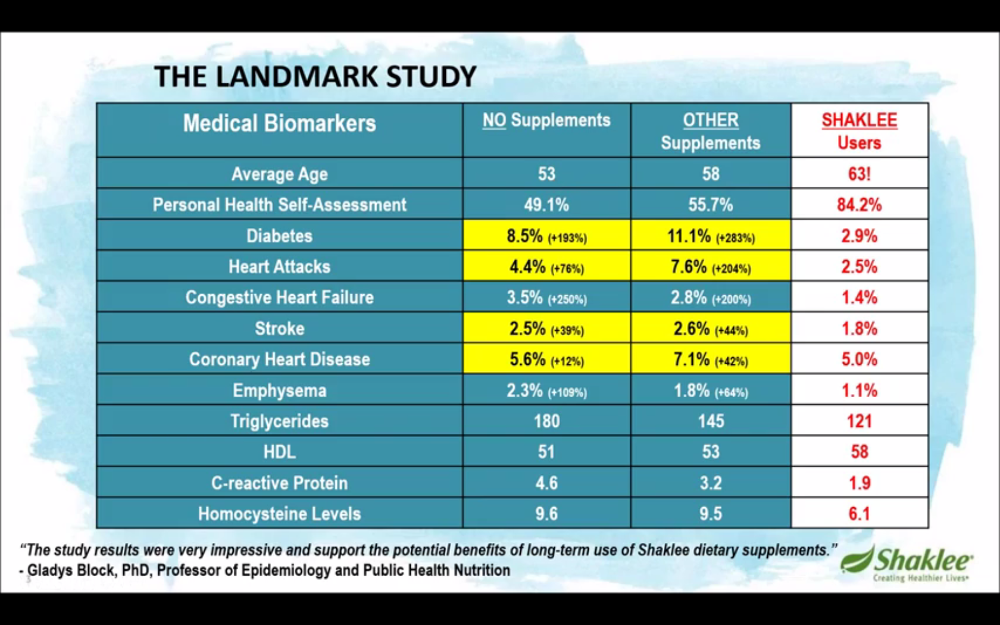 THE LANDMARK STUDY
Medical Biomarkers NO Supplements OTHER Supplements SHAKLEE Users
Average Age 53 58 63!
Personal Health Self-Assessment 49.1% 55.7% 84.2%
Diabetes 8.5% (+193%) 11.1% (+283%) 2.9%
Heart Attacks 4.4% (+76%) 7.6% (+204%) 2.5%
Congestive Heart Failure 3.5% (+250%) 2.8% (+200%) 1.4%
Stroke 2.5% (+39%) 2.6% (+44%) 1.8%
Coronary Heart Disease 5.6% (+12%) 7.1% (+42%) 5.0%
Emphysema 2.3% (+109%) 1.8% (+64%) 1.1%
Triglycerides 180 145 121
HDL 51 53 58
C-reactive Protein 4.6 3.2 1.9
Homocysteine Levels 9.6 9.5 6.1
“The study results were very impressive and support the potential benefits of long-term use of Shaklee dietary supplements.”
- Gladys Block, PhD, Professor of Epidemiology and Public Health Nutrition
Shaklee®
Creating Healthier Lives®